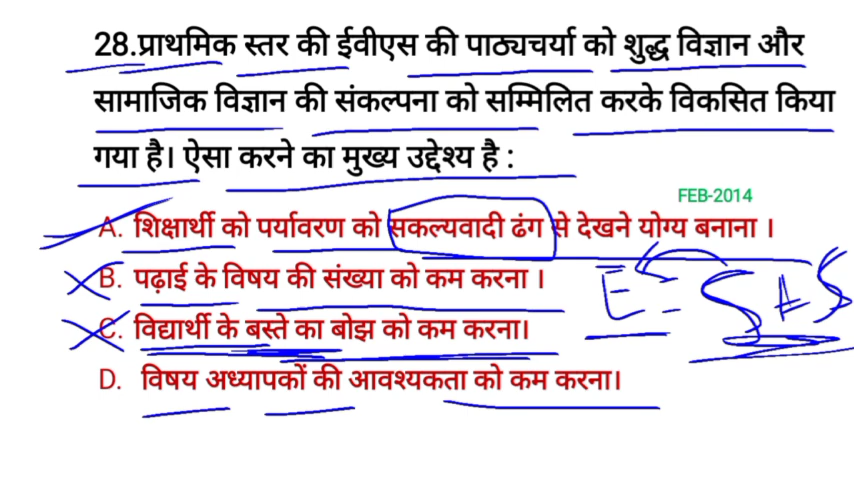 28.प्राथमिक स्तर की ईवीएस की पाठ्यचर्या को शुद्ध विज्ञान और
सामाजिक विज्ञान की संकल्पना को सम्मिलित करके विकसित किया
गया है। ऐसा करने का मुख्य उद्देश्य है :
FEB-2014
A. शिक्षार्थी को पर्यावरण को सकल्यवादी ढंग से देखने योग्य बनाना ।
B. पढ़ाई के विषय की संख्या को कम करना ।
C. विद्यार्थी के बस्ते का बोझ को कम करना।
D. विषय अध्यापकों की आवश्यकता को कम करना।